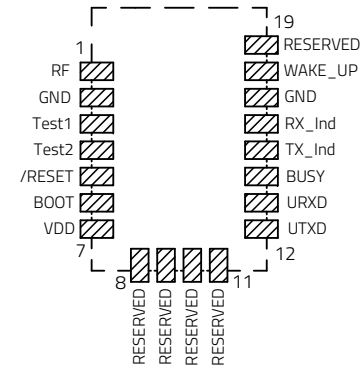 19
1
RESERVED
RF
WAKE_UP
GND
GND
Test1
RX_Ind
Test2
TX_Ind
/RESET
BUSY
BOOT
URXD
VDD
UTXD
7
12
8
11
RESERVED
RESERVED
RESERVED
RESERVED